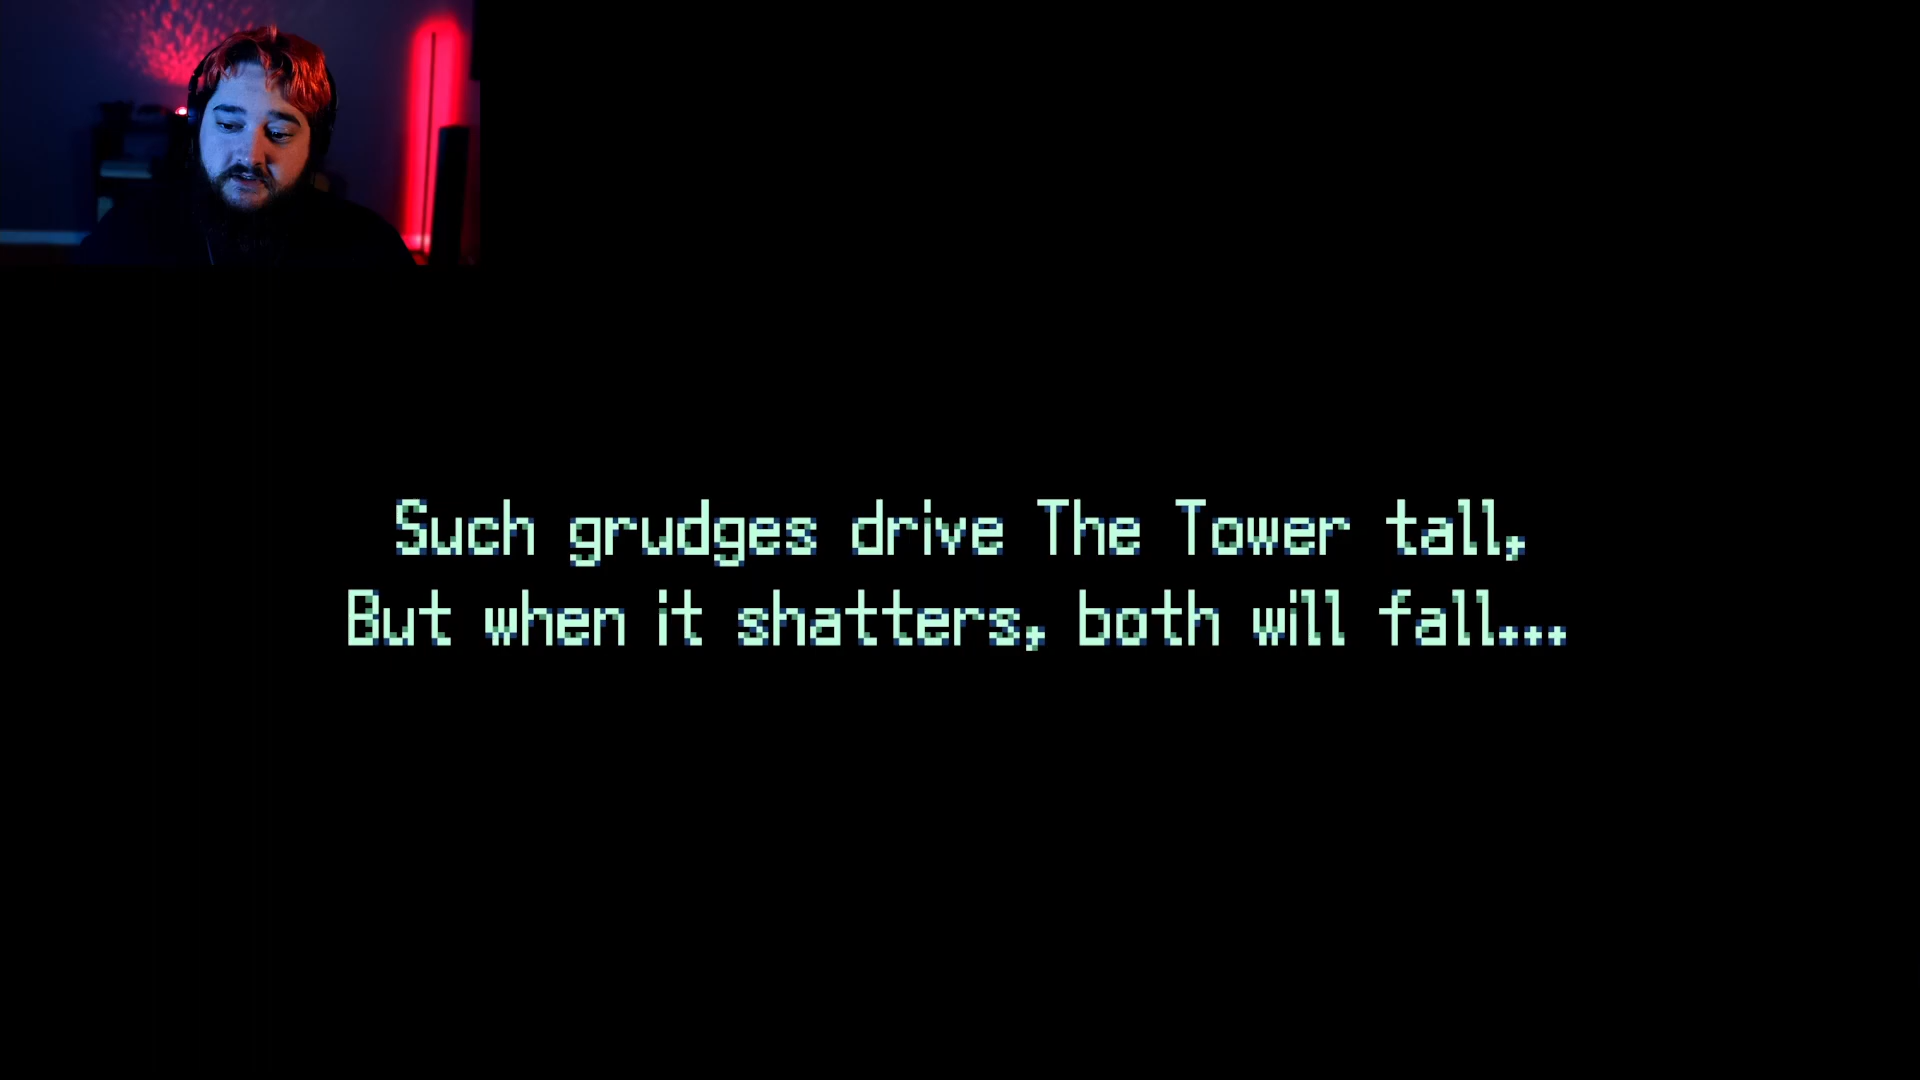 Such grudges drive The Tower tall,
But when it shatters, both will fall...